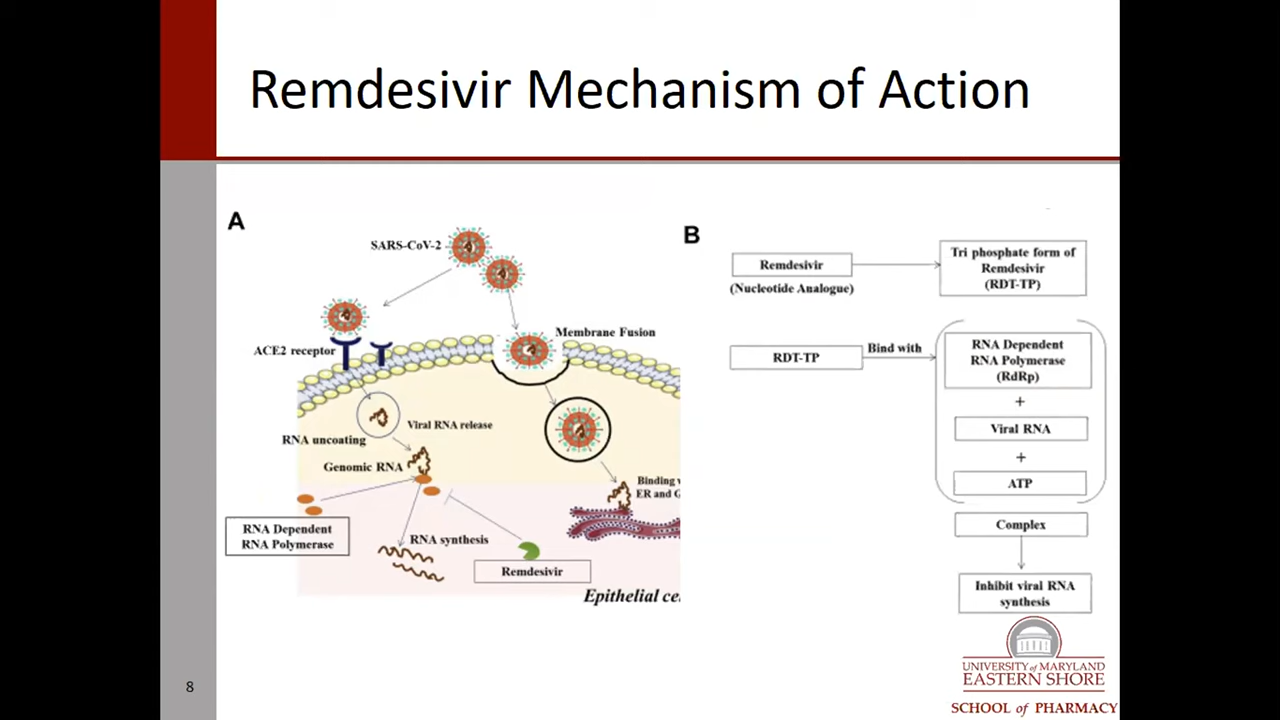 Remdesivir Mechanism of Action
A
SARS-CoV-2
ACE2 receptor
Membrane Fusion
Viral RNA release
RNA uncoating
Genomic RNA
Binding
ER and
RNA Dependent
RNA Polymerase
RNA synthesis
Remdesivir
Epithelial
B
Remdesivir
(Nucleotide Analogue)
Tri phosphate form of
Remdesivir
(RDT-TP)
RDT-TP
Bind with
RNA Dependent
RNA Polymerase
(RdRp)
+
Viral RNA
+
ATP
Complex
Inhibit viral RNA
synthesis
8
UNIVERSITY of MARYLAND
EASTERN SHORE
SCHOOL of PHARMACY